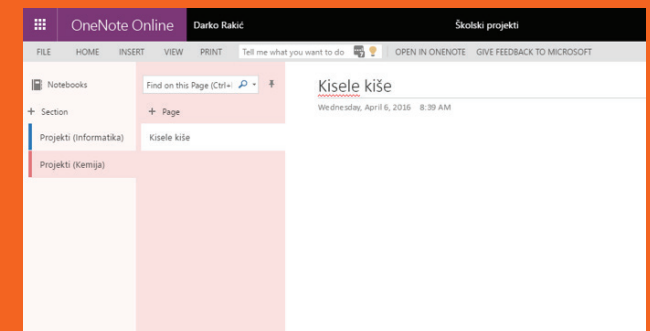 OneNote Online Darko Rakić Školski projekti
FILE HOME INSERT VIEW PRINT Tell me what you want to do OPEN IN ONENOTE GIVE FEEDBACK TO MICROSOFT
Notebooks
+ Section
Projekti (Informatika)
Projekti (Kemija)
Find on this Page (Ctrl+
+ Page
Kisele kiše
Kisele kiše
Wednesday, April 6, 2016 8:39 AM